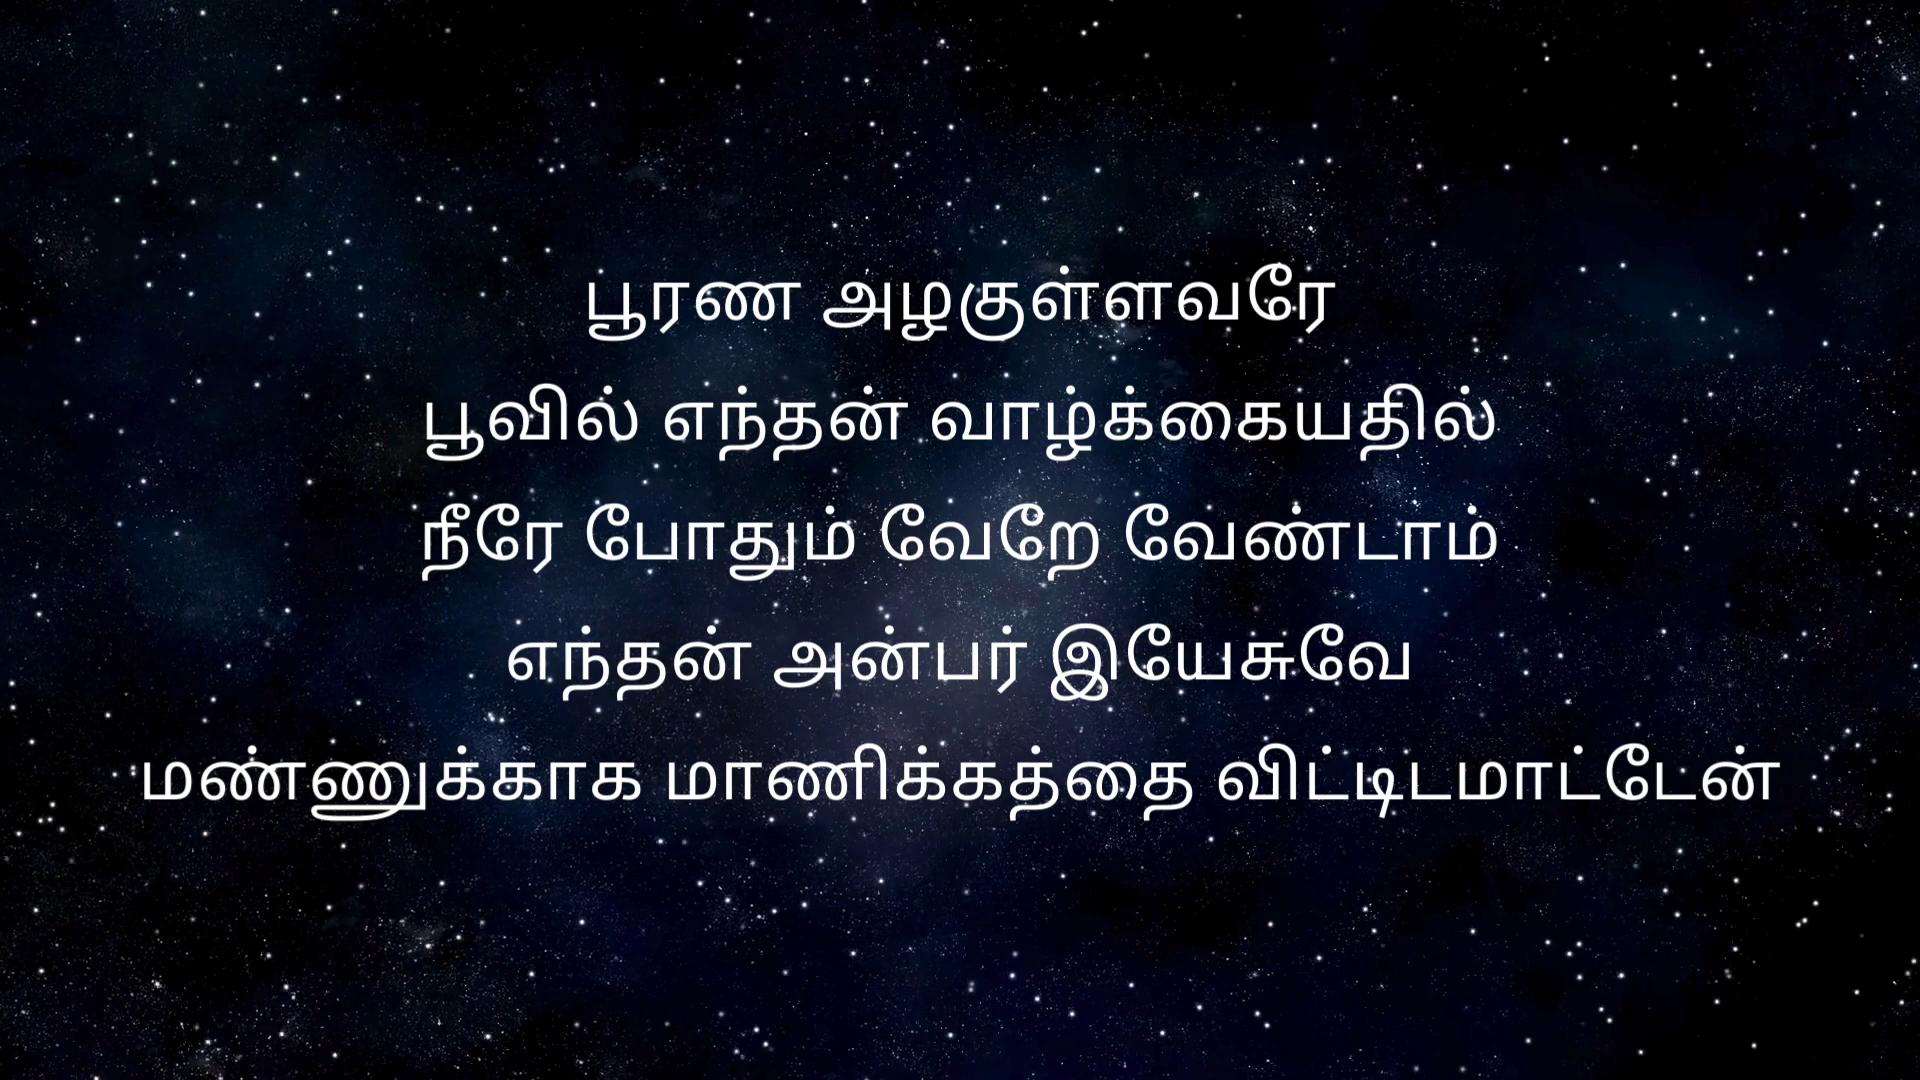 பூரண அழகுள்ளவரே
பூவில் எந்தன் வாழ்க்கையதில்
நீரே போதும் வேறே வேண்டாம்
எந்தன் அன்பர் இயேசுவே
மண்ணுக்காக மாணிக்கத்தை விட்டிடமாட்டேன்